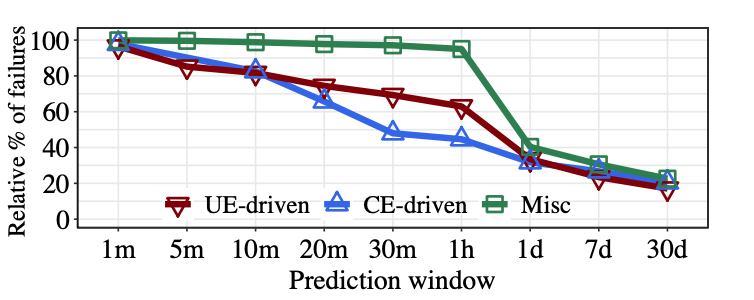 Relative % of failures
100
80
60
40
20
0
UE-driven CE-driven Misc
1m 5m 10m 20m 30m 1h 1d 7d 30d
Prediction window